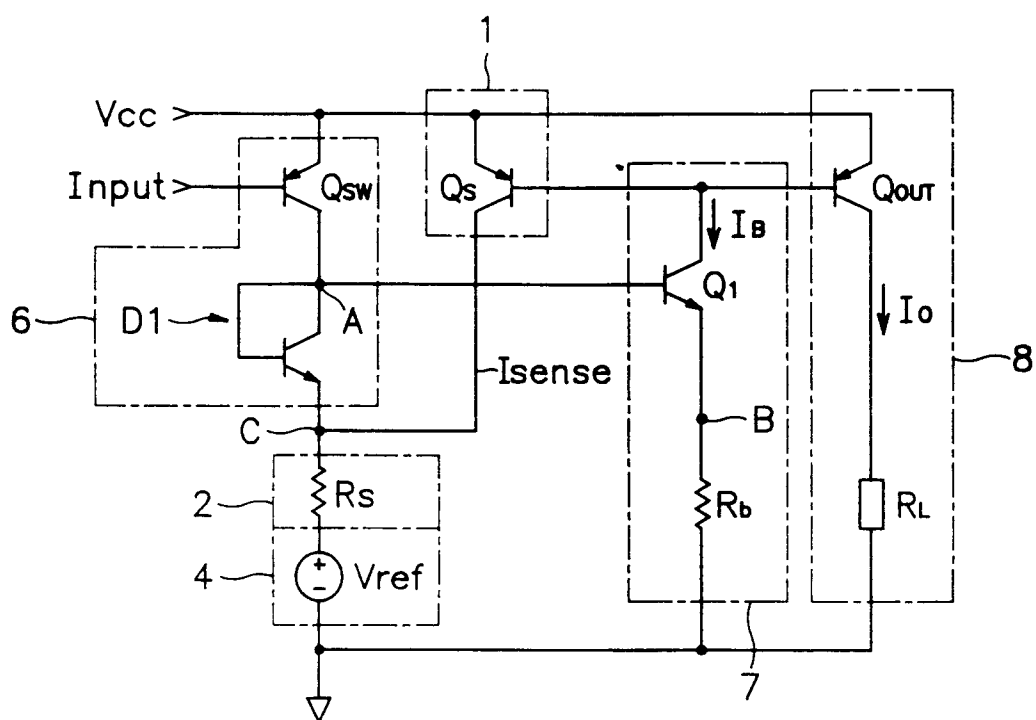 1
Vcc
Input
QSW
QS
QOUT
IB
Q1
IO
6
D1
A
Isense
8
C
B
2
Rs
Rb
RL
4
+
-
Vref
7